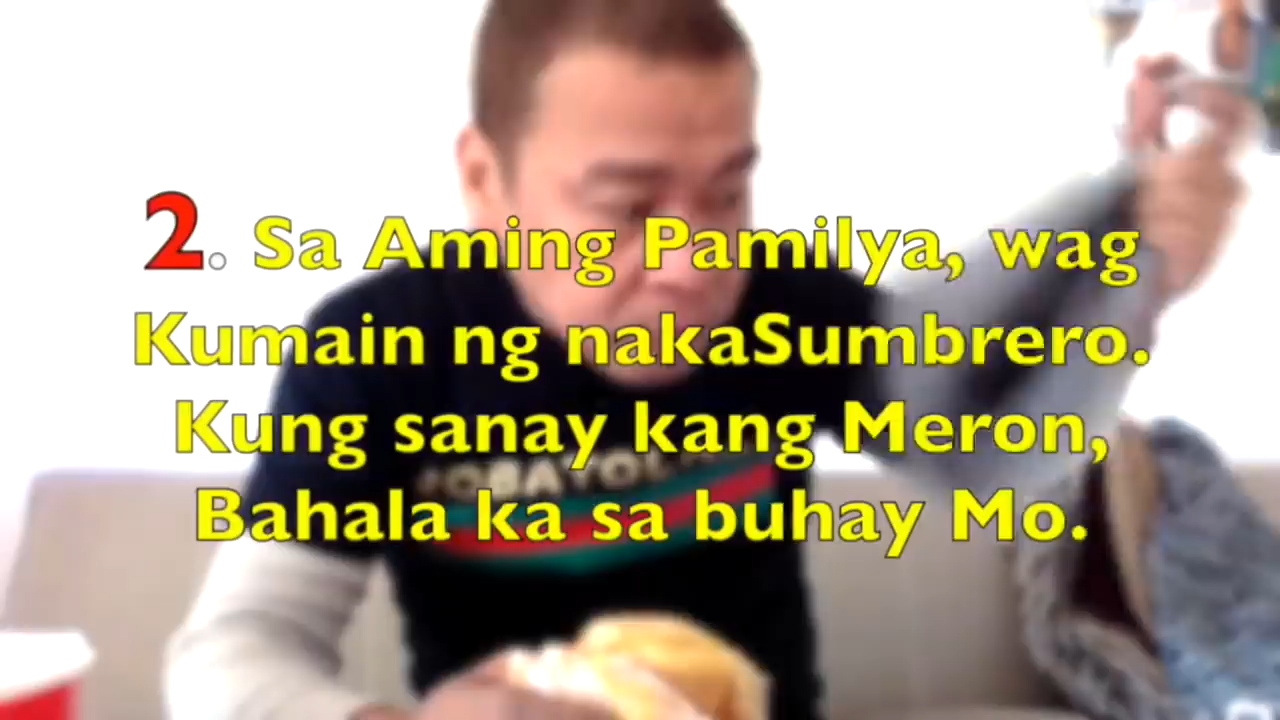 2. Sa Aming Pamilya, wag
Kumain ng nakaSumbrero.
Kung sanay kang Meron,
Bahala ka sa buhay Mo.